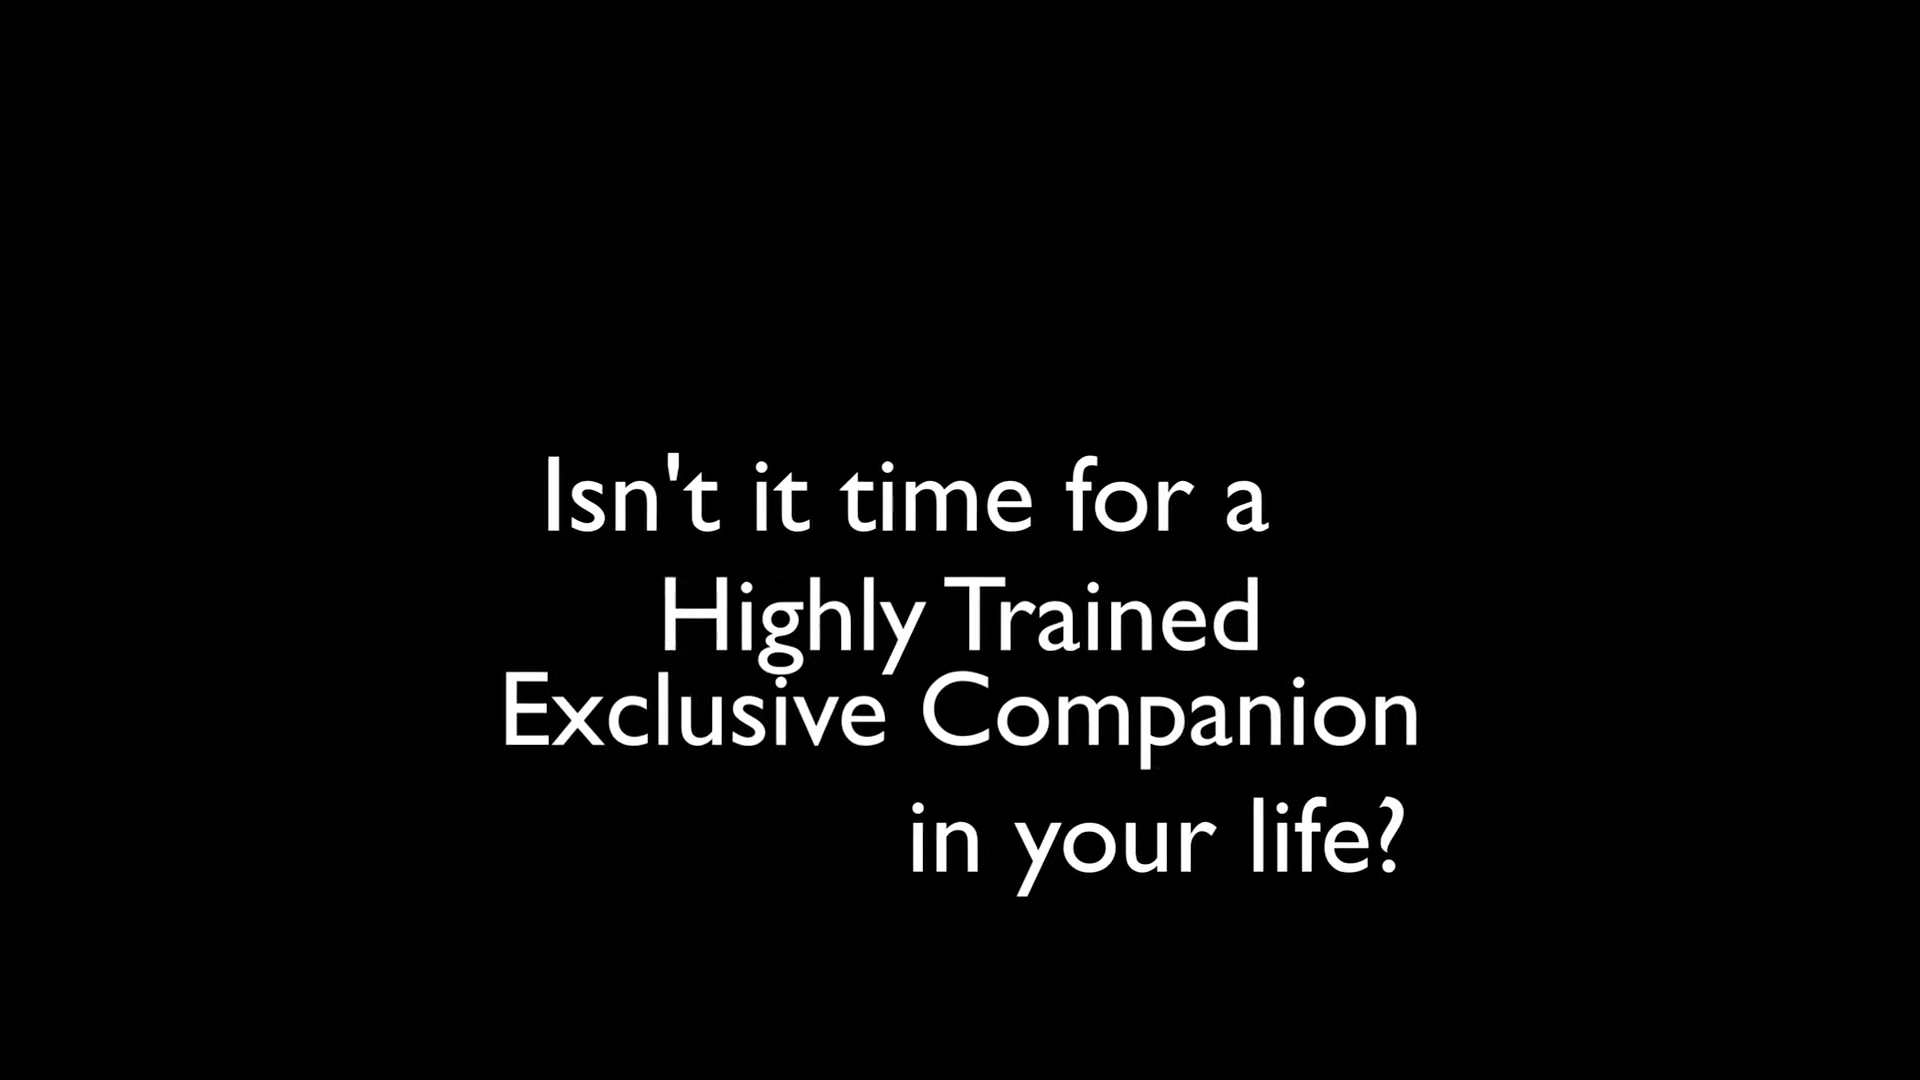 Isn't it time for a
Highly Trained
Exclusive Companion
in your life?